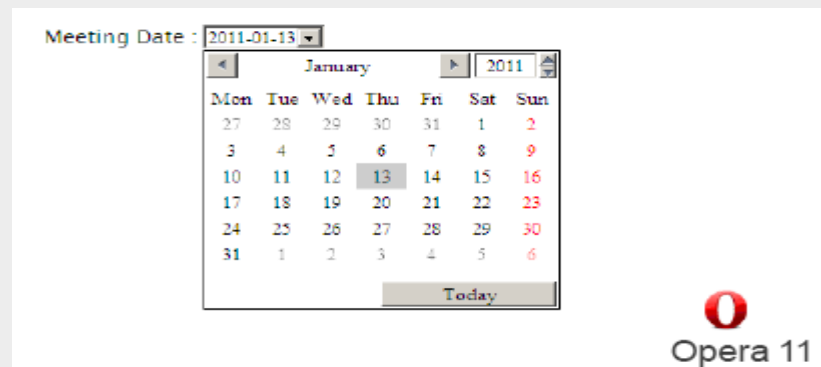 Meeting Date : 2011-01-13
January 2011
Mon Tue Wed Thu Fri Sat Sun
27 28 29 30 31 1 2
3 4 5 6 7 8 9
10 11 12 13 14 15 16
17 18 19 20 21 22 23
24 25 26 27 28 29 30
31 1 2 3 4 5 6
Today
Opera 11